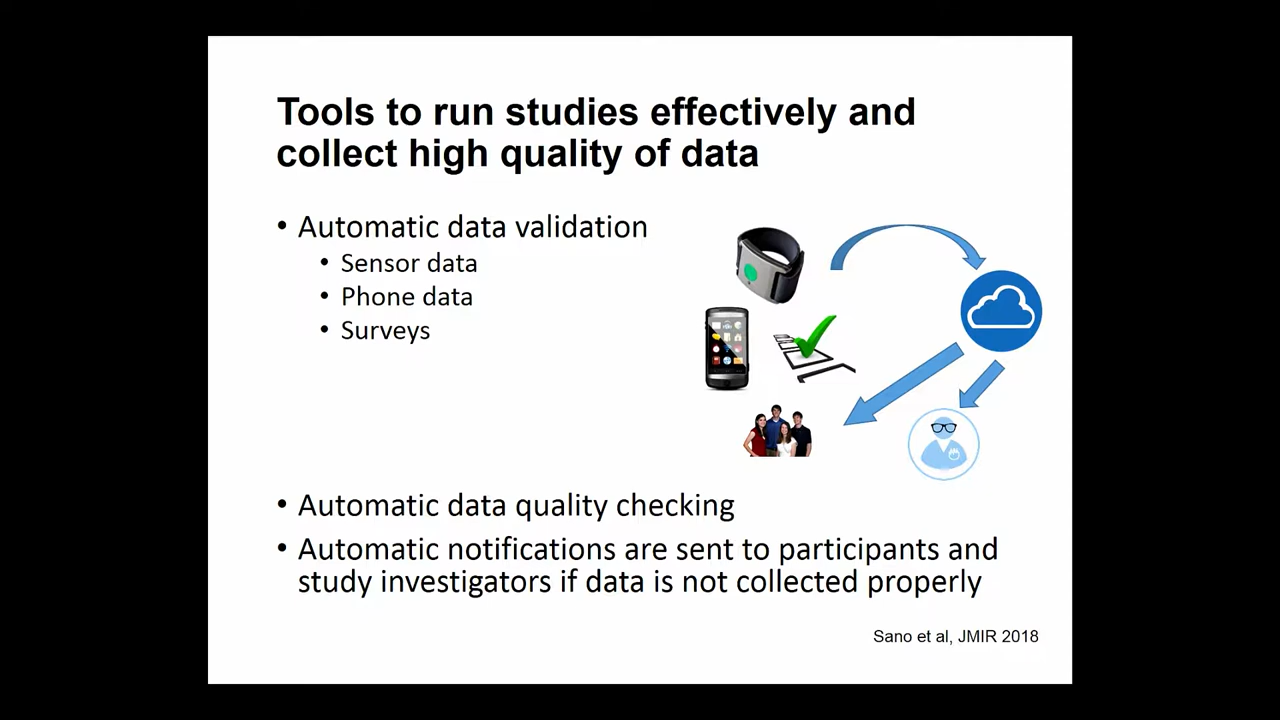 Tools to run studies effectively and
collect high quality of data
• Automatic data validation
• Sensor data
• Phone data
• Surveys
• Automatic data quality checking
• Automatic notifications are sent to participants and
study investigators if data is not collected properly
Sano et al, JMIR 2018